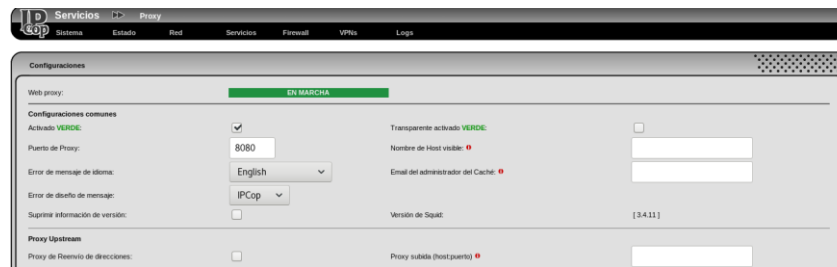 IPCop
Servicios Proxy
Sistema Estado Red Servicios Firewall VPNs Logs
Configuraciones
Web proxy: EN MARCHA
Configuraciones comunes
Activado VERDE: Transparente activado VERDE:
Puerto de Proxy: 8080 Nombre de Host visible:
Error de mensaje de idioma: English Email del administrador del Caché:
Error de diseño de mensaje: IPCop
Suprimir información de versión: Versión de Squid: [ 3.4.11 ]
Proxy Upstream
Proxy de Reenvío de direcciones: Proxy subida (host;puerto)